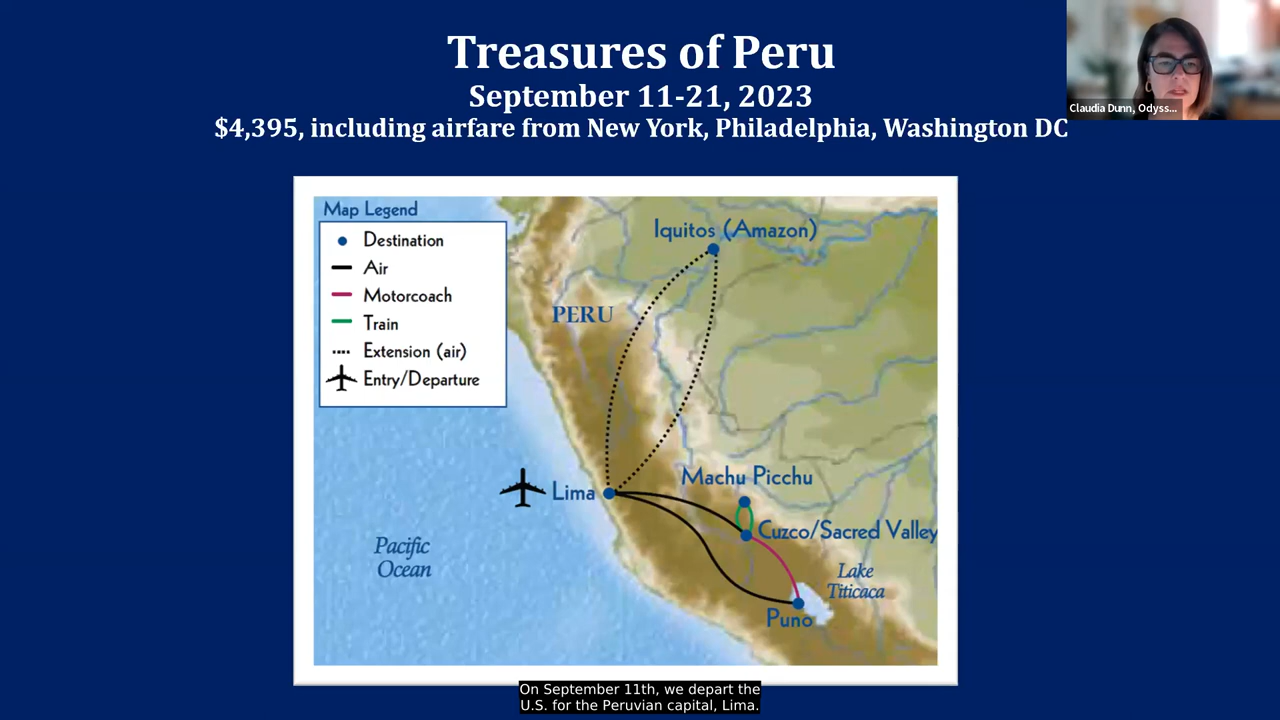 Treasures of Peru
September 11-21, 2023
$4,395, including airfare from New York, Philadelphia, Washington DC
Claudia Dunn, Odyss...
Map Legend
Destination
Air
Motorcoach
Train
Extension (air)
Entry/Departure
Iquitos (Amazon)
PERU
Machu Picchu
Lima
Cuzco/Sacred Valley
Pacific
Ocean
Lake
Titicaca
Puno
On September 11th, we depart the
U.S. for the Peruvian capital, Lima.